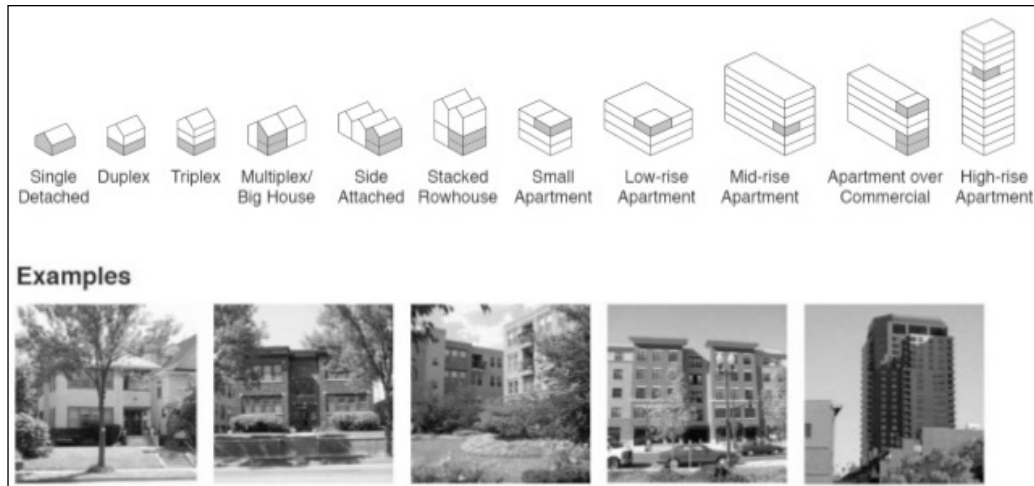 Single
Detached
Duplex
Triplex
Multiplex/
Big House
Side
Attached
Stacked
Rowhouse
Small
Apartment
Low-rise
Apartment
Mid-rise
Apartment
Apartment over
Commercial
High-rise
Apartment
Examples